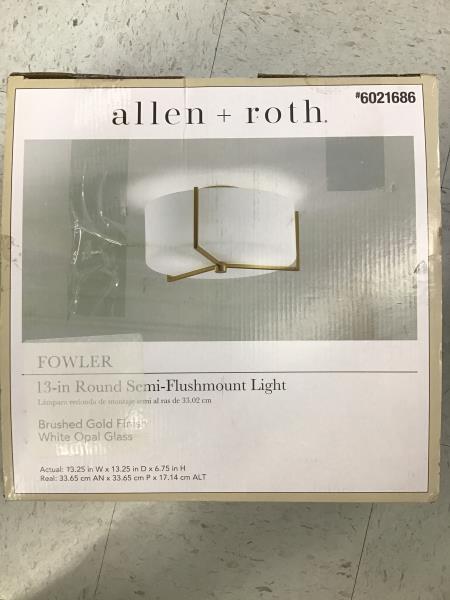 #6021686
allen + roth.
FOWLER
13-in Round Semi-Flushmount Light
Lámpara redonda de montaje semi al ras de 33.02 cm
Brushed Gold Finish
White Opal Glass
Actual: 13.25 in W x 13.25 in D x 6.75 in H
Real: 33.65 cm AN x 33.65 cm P x 17.14 cm ALT